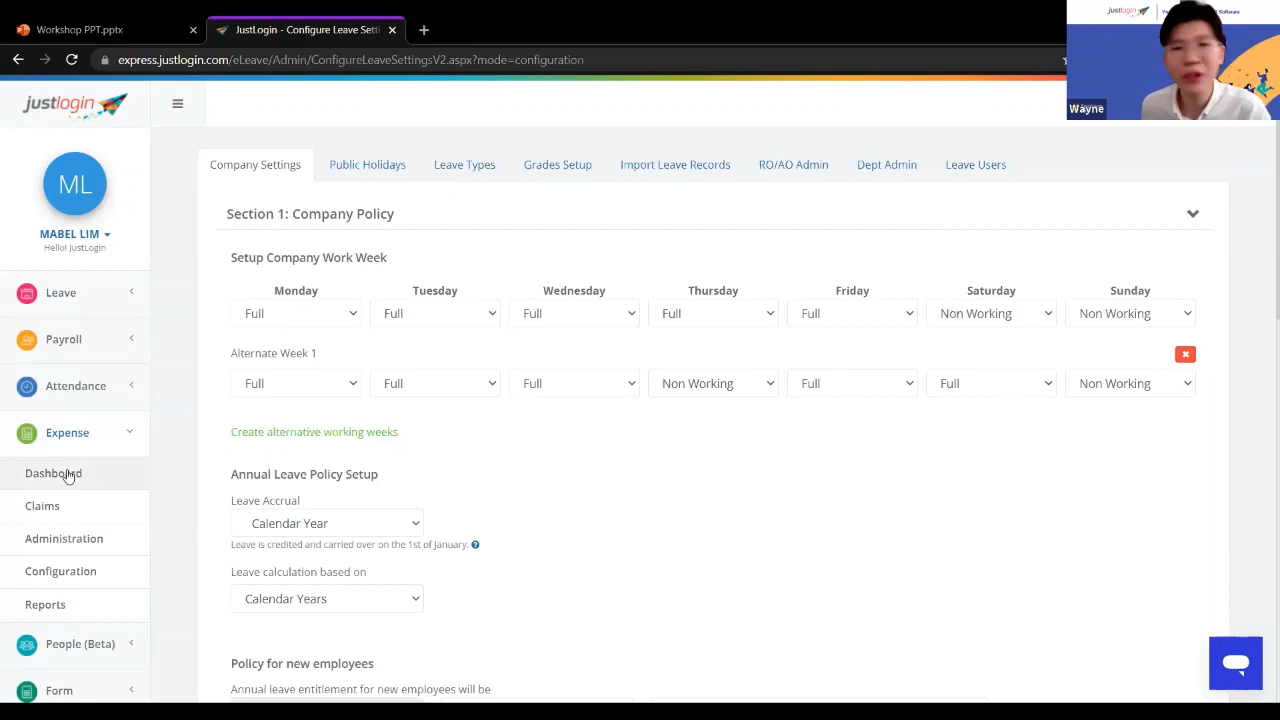 Workshop PPT.pptx
JustLogin - Configure Leave Setti
express.justlogin.com/eLeave/Admin/ConfigureLeaveSettingsV2.aspx?mode=configuration
justlogin
Software
Wayne
justlogin
ML
MABEL LIM
Hello! JustLogin
Leave
Payroll
Attendance
Expense
Dashboard
Claims
Administration
Configuration
Reports
People (Beta)
Form
Company Settings
Public Holidays
Leave Types
Grades Setup
Import Leave Records
RO/AO Admin
Dept Admin
Leave Users
Section 1: Company Policy
Setup Company Work Week
Monday Tuesday Wednesday Thursday Friday Saturday Sunday
Full Full Full Full Full Non Working Non Working
Alternate Week 1
Full Full Full Non Working Full Full Non Working
Create alternative working weeks
Annual Leave Policy Setup
Leave Accrual
Calendar Year
Leave is credited and carried over on the 1st of January.
Leave calculation based on
Calendar Years
Policy for new employees
Annual leave entitlement for new employees will be